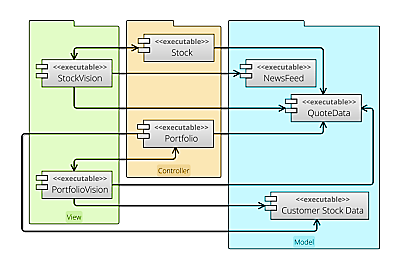 <<executable>>
Stock
<<executable>>
StockVision
<<executable>>
NewsFeed
<<executable>>
QuoteData
<<executable>>
Portfolio
Controller
<<executable>>
PortfolioVision
View
<<executable>>
Customer Stock Data
Model